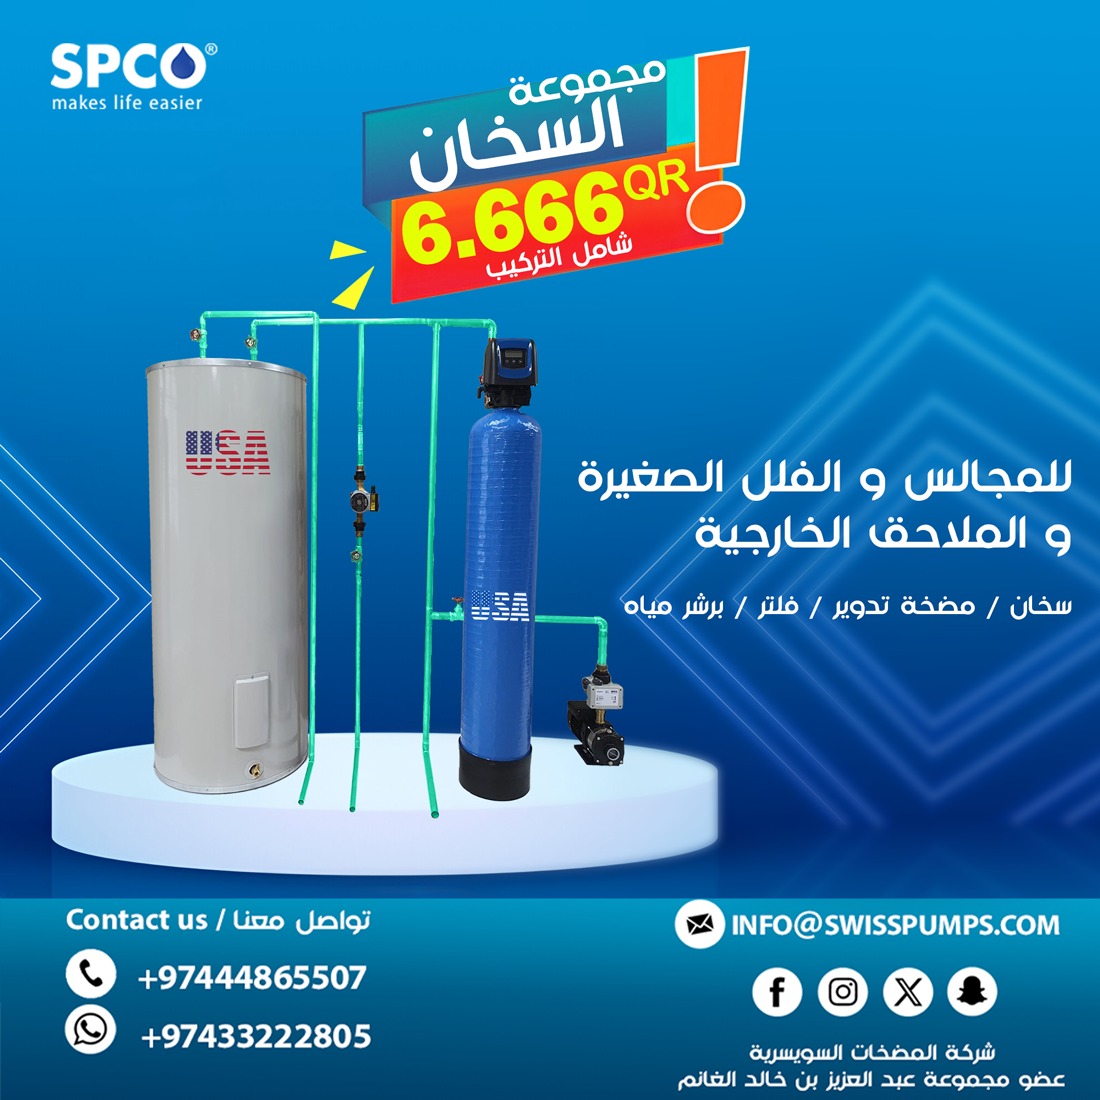 SPCO®
makes life easier
مجموعة
السخان
6.666 QR
شامل التركيب
!
USA
USA
للمجالس و الفلل الصغيرة
و الملاحق الخارجية
سخان / مضخة تدوير / فلتر / برشر مياه
Contact us / تواصل معنا
+97444865507
+97433222805
INFO@SWISSPUMPS.COM
شركة المضخات السويسرية
عضو مجموعة عبد العزيز بن خالد الغانم